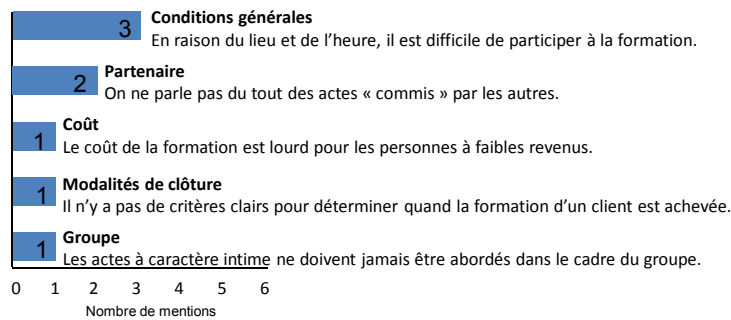 Conditions générales
3
En raison du lieu et de l’heure, il est difficile de participer à la formation.
Partenaire
2
On ne parle pas du tout des actes « commis » par les autres.
Coût
1
Le coût de la formation est lourd pour les personnes à faibles revenus.
Modalités de clôture
1
Il n’y a pas de critères clairs pour déterminer quand la formation d’un client est achevée.
Groupe
1
Les actes à caractère intime ne doivent jamais être abordés dans le cadre du groupe.
0 1 2 3 4 5 6
Nombre de mentions